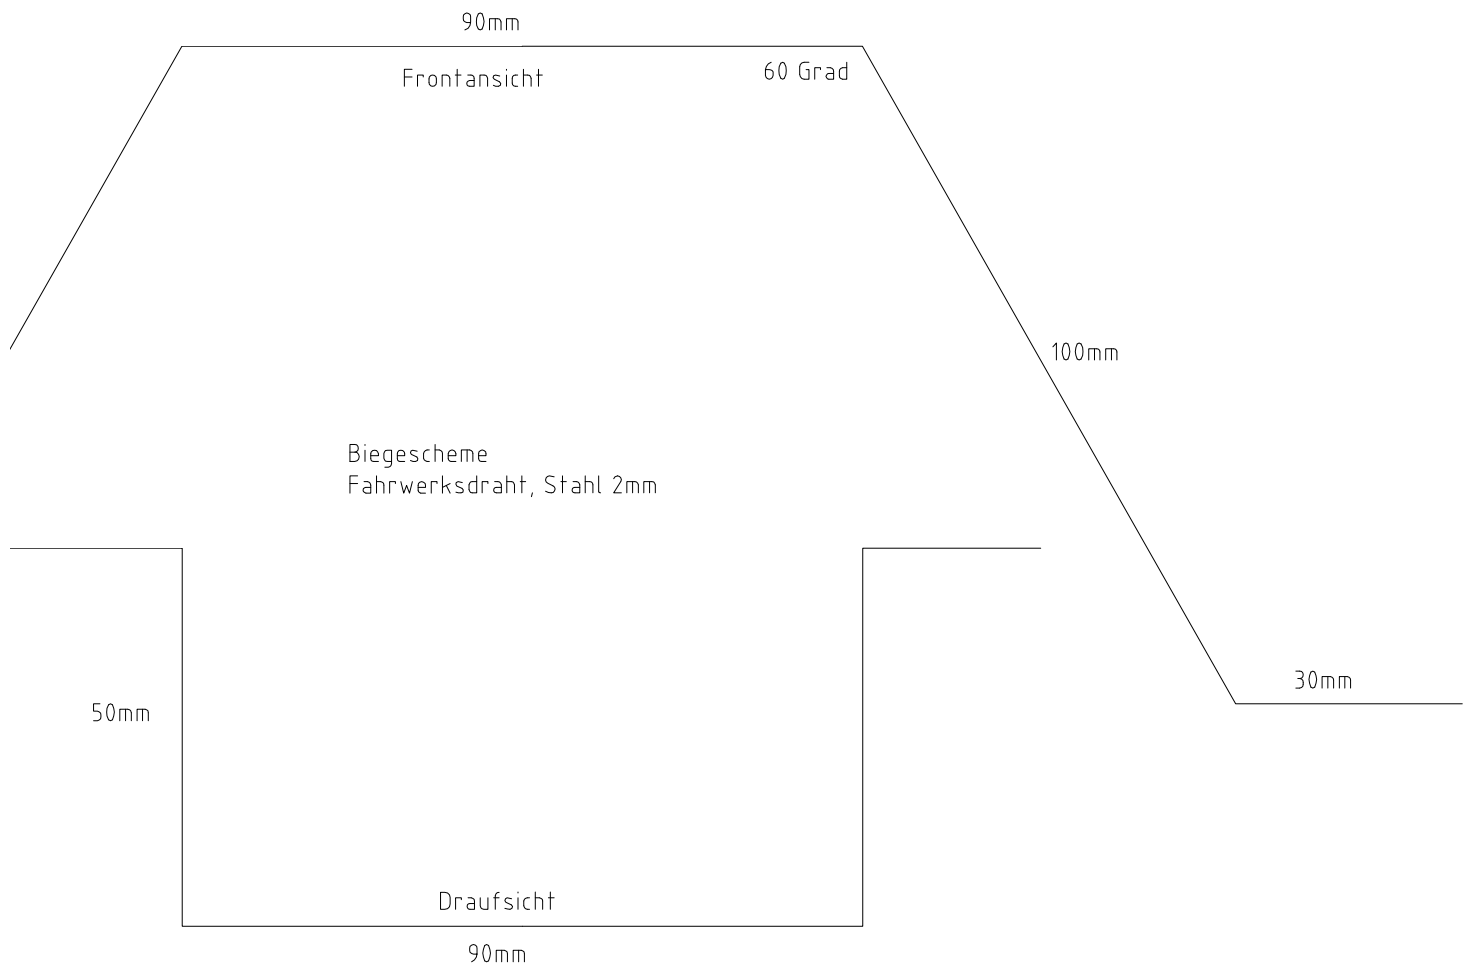 90mm
Frontansicht
60 Grad
100mm
Biegescheme
Fahrwerksdraht, Stahl 2mm
30mm
50mm
Draufsicht
90mm